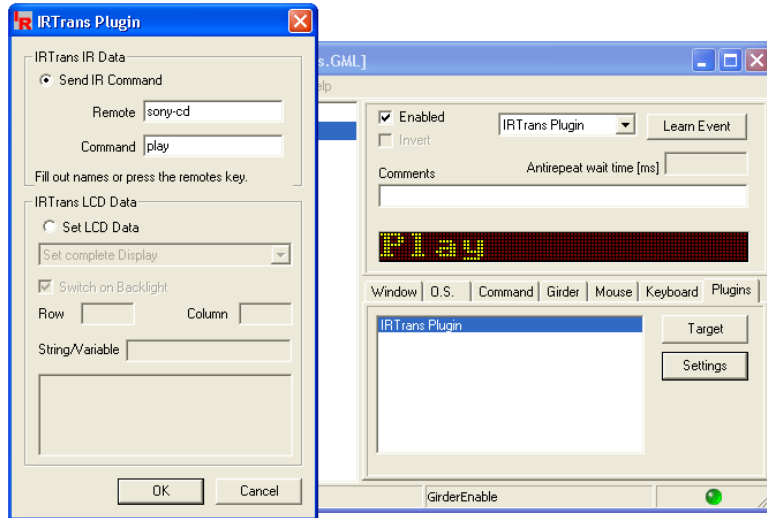 IRTrans Plugin
IRTrans IR Data
Send IR Command
Remote sony-cd
Command play
Fill out names or press the remotes key.
IRTrans LCD Data
Set LCD Data
Set complete Display
Switch on Backlight
Row Column
String/Variable
OK Cancel
s.GML]
elp
Enabled IRTrans Plugin Learn Event
Invert
Comments Antirepeat wait time [ms]
Play
Window O.S. Command Girder Mouse Keyboard Plugins
IRTrans Plugin Target
Settings
GirderEnable